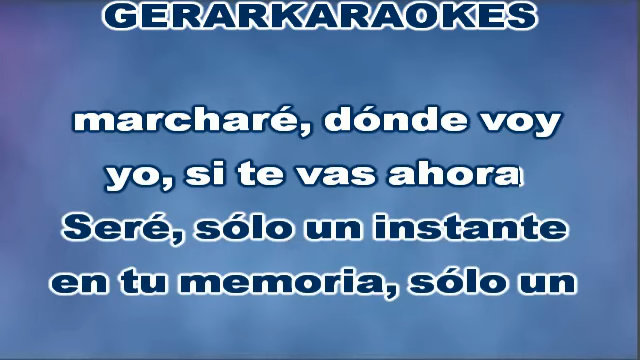 GERARKARAOKES
marcharé, dónde voy
yo, si te vas ahora
Seré, sólo un instante
en tu memoria, sólo un